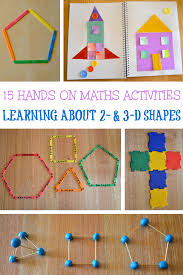 15 HANDS ON MATHS ACTIVITIES
LEARNING ABOUT 2- & 3-D SHAPES